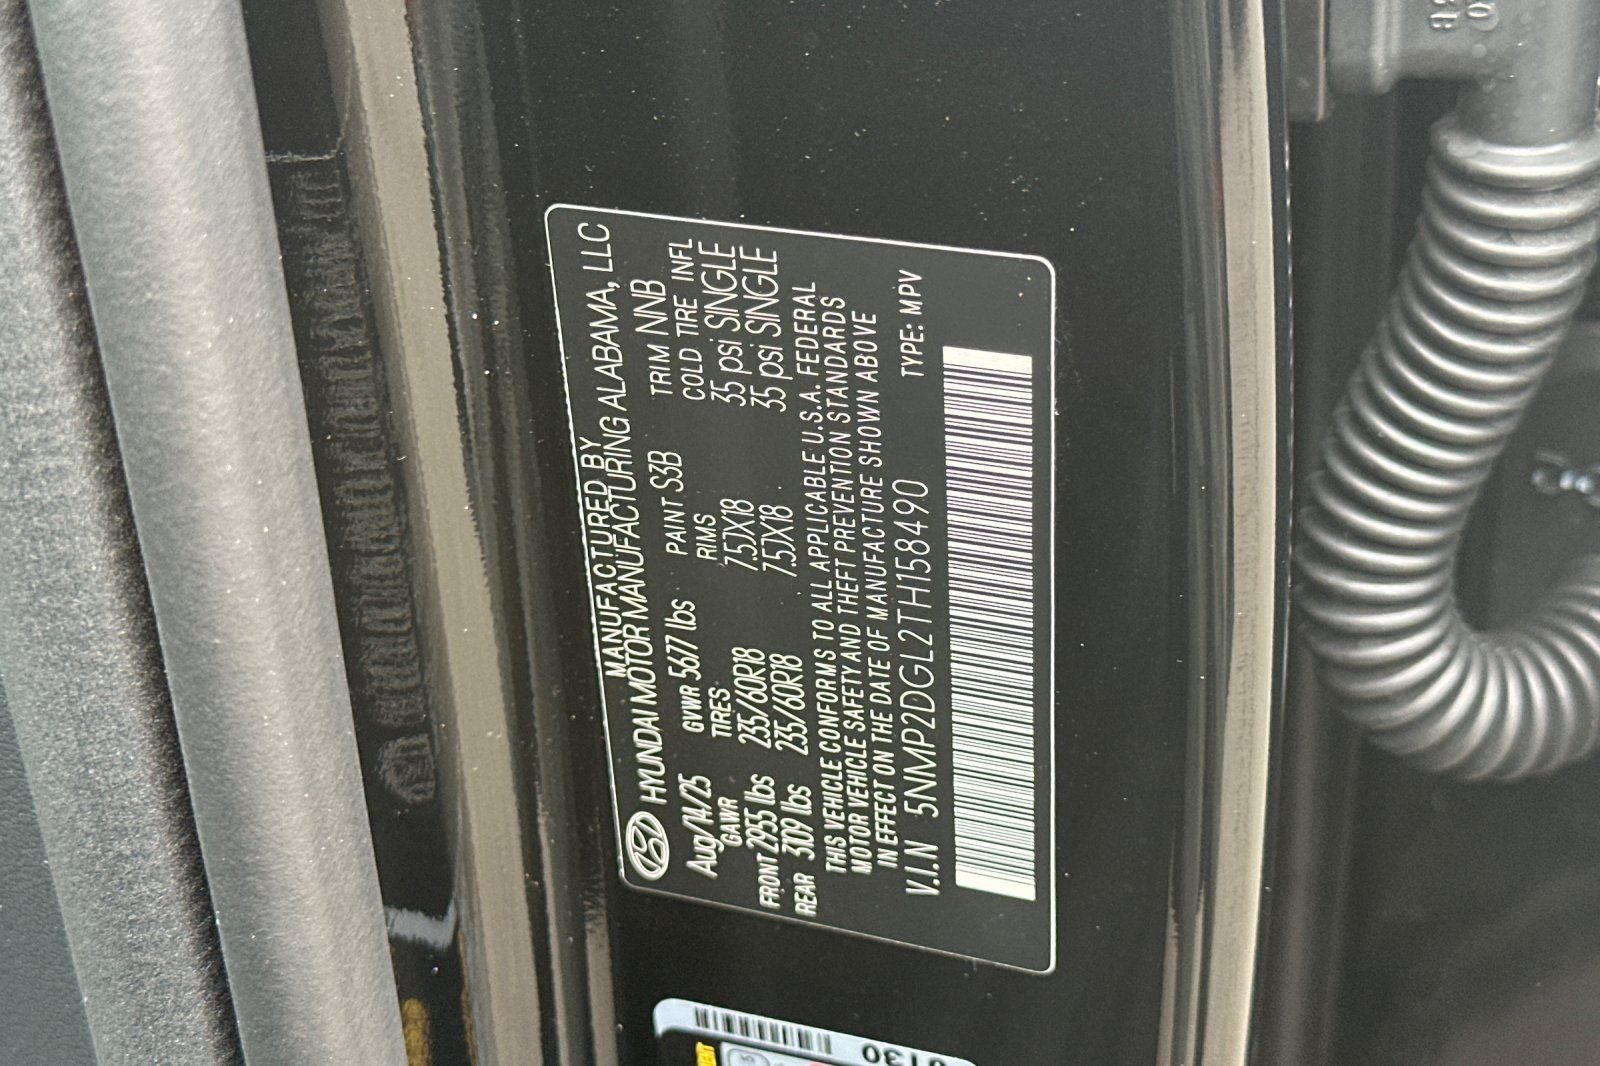 MANUFACTURED BY
HYUNDAI MOTOR MANUFACTURING ALABAMA, LLC
Aug/14/25 GVWR 5677 lbs PAINT S3B TRIM NNB
GAWR TIRES RIMS COLD TIRE INFL
FRONT 2955 lbs 235/60R18 7.5JX18 35 psi SINGLE
REAR 3109 lbs 235/60R18 7.5JX18 35 psi SINGLE
THIS VEHICLE CONFORMS TO ALL APPLICABLE U.S.A. FEDERAL
MOTOR VEHICLE SAFETY AND THEFT PREVENTION STANDARDS
IN EFFECT ON THE DATE OF MANUFACTURE SHOWN ABOVE
V.I.N 5NMP2DGL2TH158490 TYPE: MPV